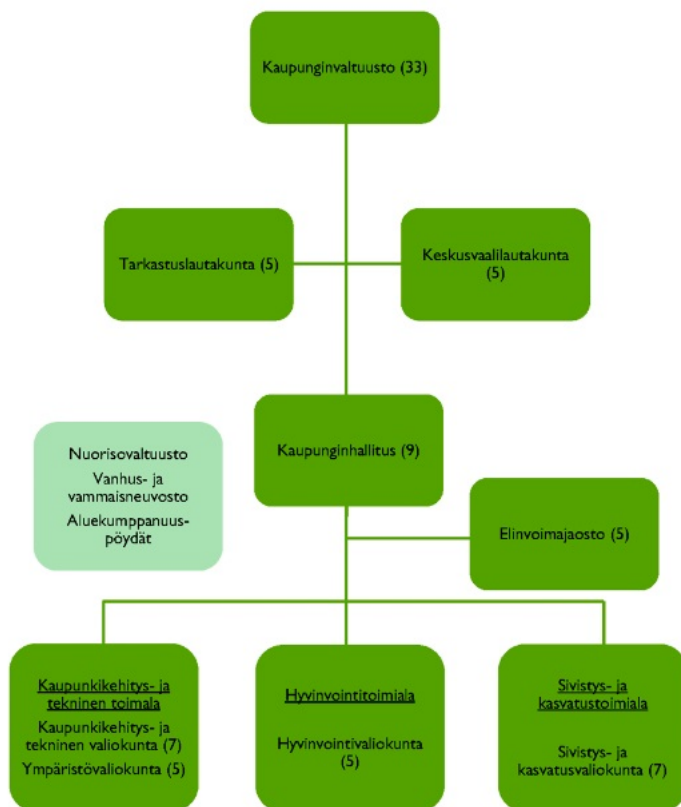 Kaupunginvaltuusto (33)
Tarkastuslautakunta (5)
Keskusvaalilautakunta
(5)
Kaupunginhallitus (9)
Nuorisovaltuusto
Vanhus- ja
vammaisneuvosto
Aluekumppanuus-
pöydät
Elinvoimajaosto (5)
Kaupunkikehitys- ja
tekninen toimala
Kaupunkikehitys- ja
tekninen valiokunta (7)
Ympäristövaliokunta (5)
Hyvinvointitoimiala
Hyvinvointivaliokunta
(5)
Sivistys- ja
kasvatustoimiala
Sivistys- ja
kasvatusvaliokunta (7)